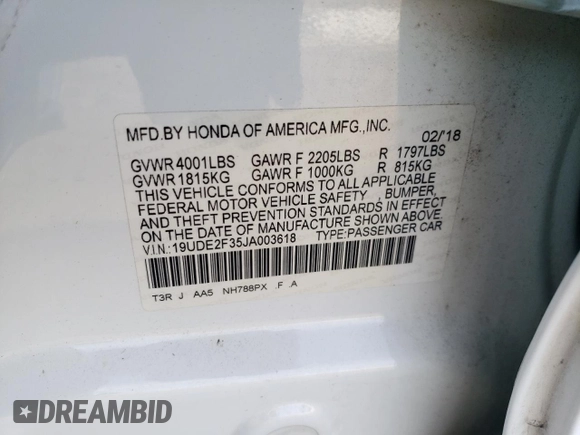 MFD.BY HONDA OF AMERICA MFG.,INC. 02/'18
GVWR 4001LBS GAWR F 2205LBS R 1797LBS
GVWR 1815KG GAWR F 1000KG R 815KG
THIS VEHICLE CONFORMS TO ALL APPLICABLE
FEDERAL MOTOR VEHICLE SAFETY , BUMPER,
AND THEFT PREVENTION STANDARDS IN EFFECT
ON THE DATE OF MANUFACTURE SHOWN ABOVE.
V.I.N.: 19UDE2F35JA003618 TYPE:PASSENGER CAR
T3R J AA5 NH788PX .F .A
DREAMBID